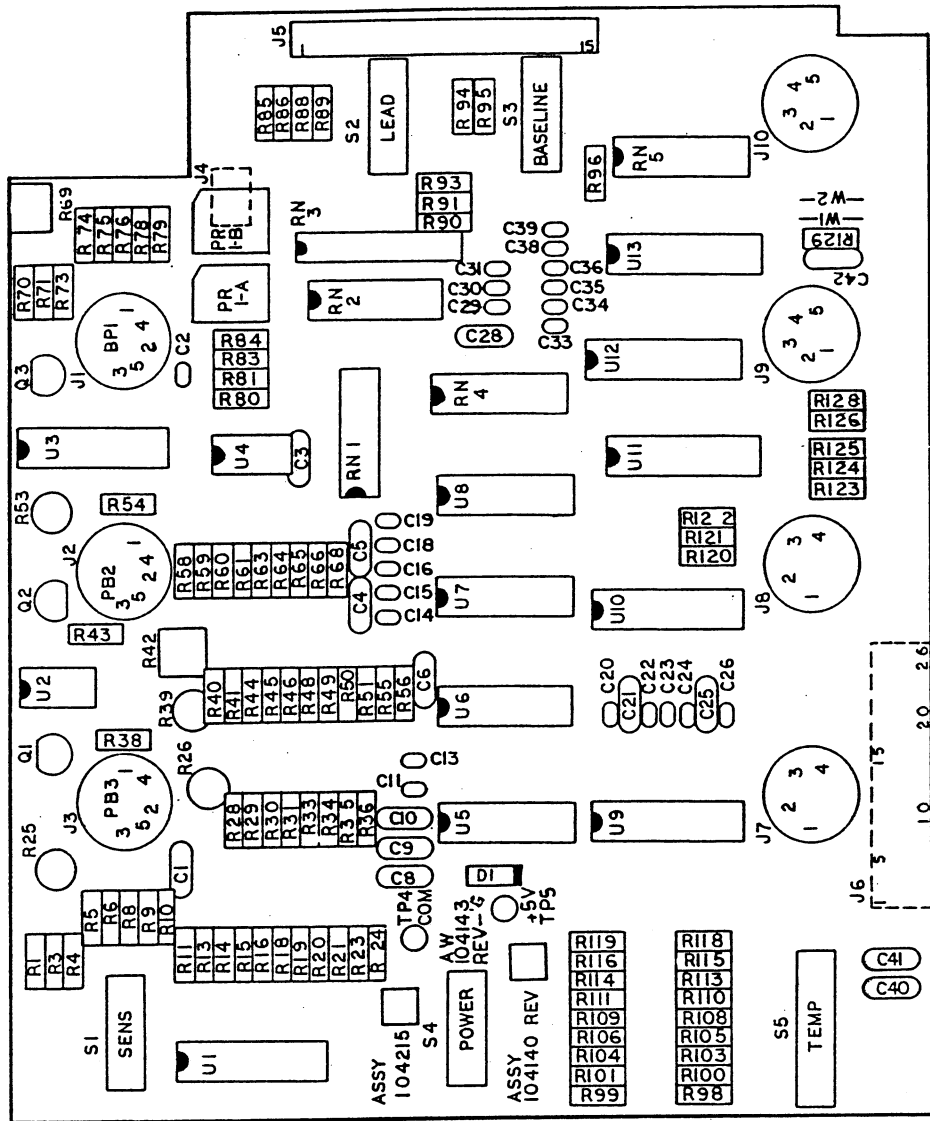 J5
1
15
R85
R86
R88
R89
S2
LEAD
R94
R95
S3
BASELINE
RN 5
R96
J10
1
2
3
4
5
J4
R69
R 74
R75
R76
R78
R79
PR 1-B
RN 3
R93
R91
R90
W2
W1
R129
C42
R70
R71
R73
PR 1-A
RN 2
C39
C38
C31
C30
C29
C36
C35
C34
C33
C28
U13
BP1
3
5
2
4
1
J1
C2
Q3
R84
R83
R81
R80
U12
J9
1
2
3
4
5
RN 4
R128
R126
U3
U4
C3
RN1
U11
R125
R124
R123
R53
R54
J2
PB2
3
5
2
4
1
U8
C19
C18
C16
C15
C14
C5
C4
R12 2
R121
R120
R58
R59
R60
R61
R63
R64
R65
R66
R68
J8
1
2
3
4
Q2
R43
R42
U7
U10
U2
R39
R40
R41
R44
R45
R46
R48
R49
R50
R51
R55
R56
C6
U6
C20
C21
C22
C23
C24
C25
C26
Q1
R38
R26
J3
PB3
3
5
2
4
1
C13
C11
C10
C9
C8
R28
R29
R30
R31
R33
R34
R35
R36
U5
U9
J7
1
2
3
4
R25
C1
D1
J6
1
5
10
15
20
26
R5
R6
R8
R9
R10
R1
R3
R4
R11
R13
R14
R15
R16
R18
R19
R20
R21
R23
R 24
TP4
COM
AW
104143
REV-G
+5V
TP5
S1
SENS
U1
ASSY
104215
S4
POWER
ASSY
104140 REV
R119
R116
R114
R111
R109
R106
R104
R101
R99
R118
R115
R113
R110
R108
R105
R103
R100
R98
S5
TEMP
C41
C40